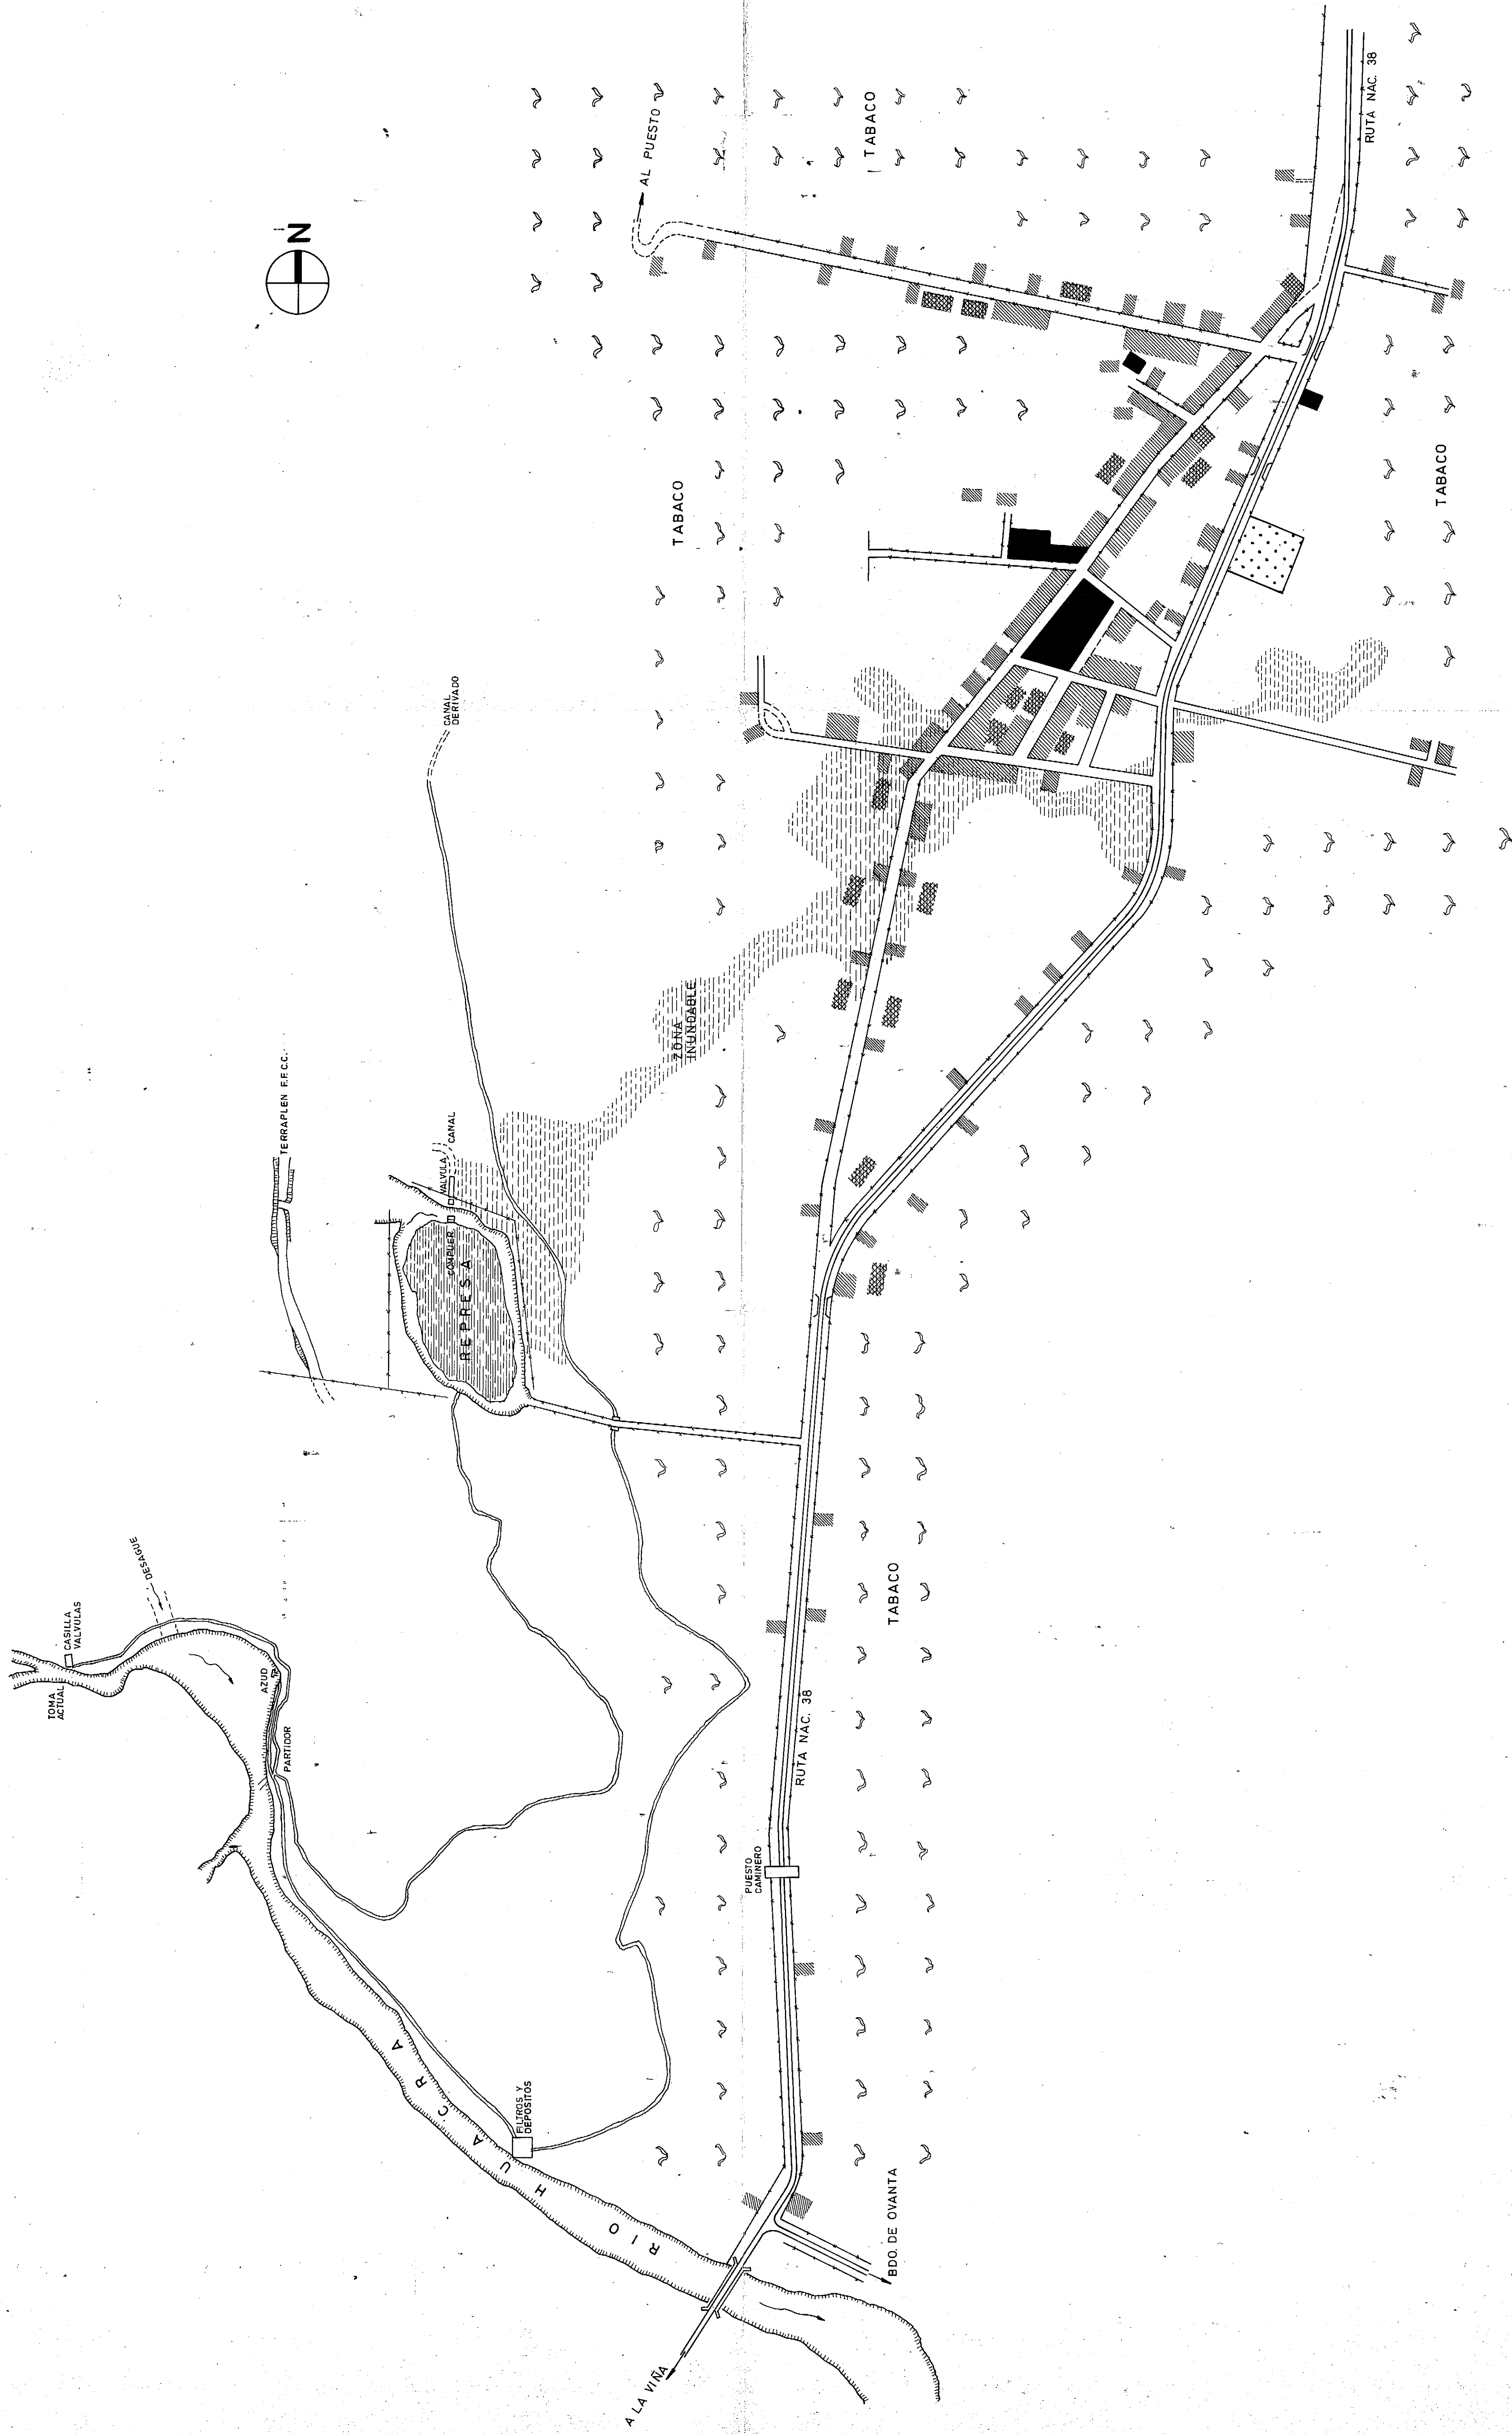 N
AL PUESTO
TABACO
RUTA NAC. 38
TABACO
TABACO
CANAL
DERIVADO
ZONA
INUNDABLE
TERRAPLEN F.F.C.C.
VALVULA
CANAL
COMPUER.
REPRESA
DESAGUE
CASILLA
VALVULAS
TOMA
ACTUAL
AZUD
PARTIDOR
TABACO
RUTA NAC. 38
PUESTO
CAMINERO
FILTROS Y
DEPOSITOS
RIO HUACRA
BDO. DE OVANTA
A LA VIÑA